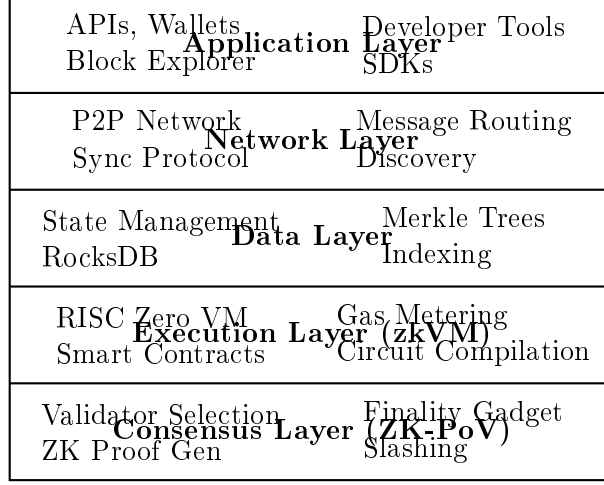 APIs, Wallets
Block Explorer
Application Layer
Developer Tools
SDKs
P2P Network
Sync Protocol
Network Layer
Message Routing
Discovery
State Management
RocksDB
Data Layer
Merkle Trees
Indexing
RISC Zero VM
Smart Contracts
Execution Layer (zkVM)
Gas Metering
Circuit Compilation
Validator Selection
ZK Proof Gen
Consensus Layer (ZK-PoV)
Finality Gadget
Slashing